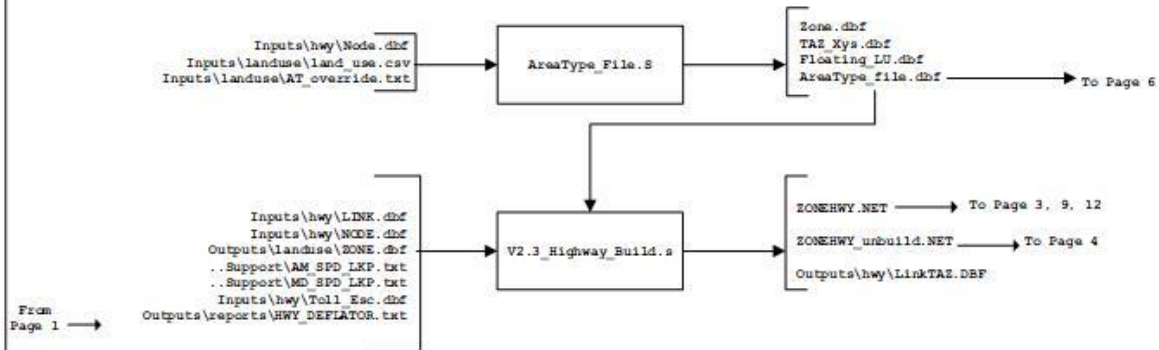 Inputs\hwy\Node.dbf
Inputs\landuse\land_use.csv
Inputs\landuse\AT_override.txt
AreaType_File.S
Zone.dbf
TAZ_Xys.dbf
Floating_LU.dbf
AreaType_file.dbf
To Page 6
Inputs\hwy\LINK.dbf
Inputs\hwy\NODE.dbf
Outputs\landuse\ZONE.dbf
..Support\AM_SPD_LKP.txt
..Support\MD_SPD_LKP.txt
Inputs\hwy\Toll_Esc.dbf
Outputs\reports\HWY_DEFLATOR.txt
From
Page 1
V2.3_Highway_Build.s
ZONEHWY.NET
To Page 3, 9, 12
ZONEHWY_unbuild.NET
To Page 4
Outputs\hwy\LinkTAZ.DBF